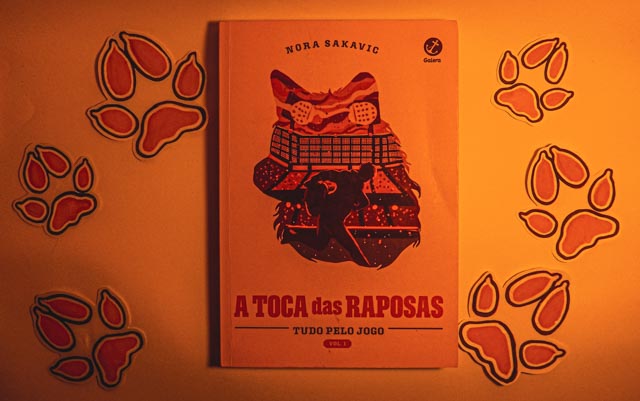 NORA SAKAVIC
Galera
A TOCA das RAPOSAS
TUDO PELO JOGO
VOL 1